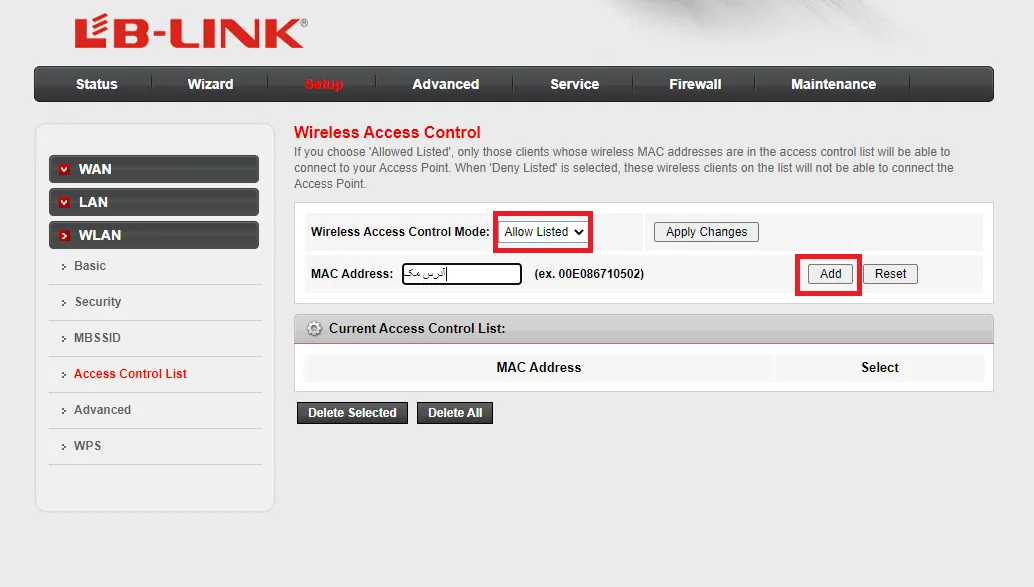 LB-LINK®
Status Wizard Setup Advanced Service Firewall Maintenance
WAN
LAN
WLAN
Basic
Security
MBSSID
Access Control List
Advanced
WPS
Wireless Access Control
If you choose 'Allowed Listed', only those clients whose wireless MAC addresses are in the access control list will be able to
connect to your Access Point. When 'Deny Listed' is selected, these wireless clients on the list will not be able to connect the
Access Point.
Wireless Access Control Mode: Allow Listed Apply Changes
MAC Address: آدرس مک (ex. 00E086710502) Add Reset
Current Access Control List:
MAC Address Select
Delete Selected Delete All